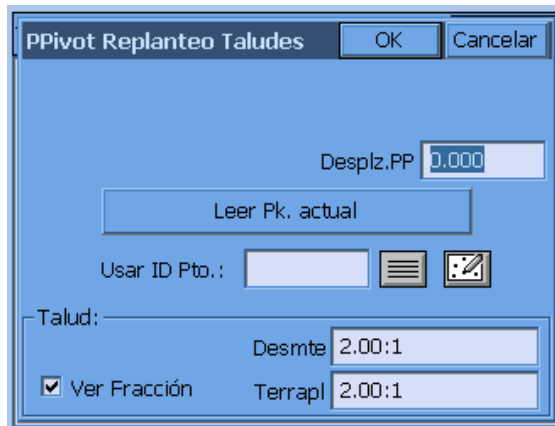 PPivot Replanteo Taludes OK Cancelar
Desplz.PP 0.000
Leer Pk. actual
Usar ID Pto.:
Talud:
Desmte 2.00:1
Ver Fracción Terrapl 2.00:1